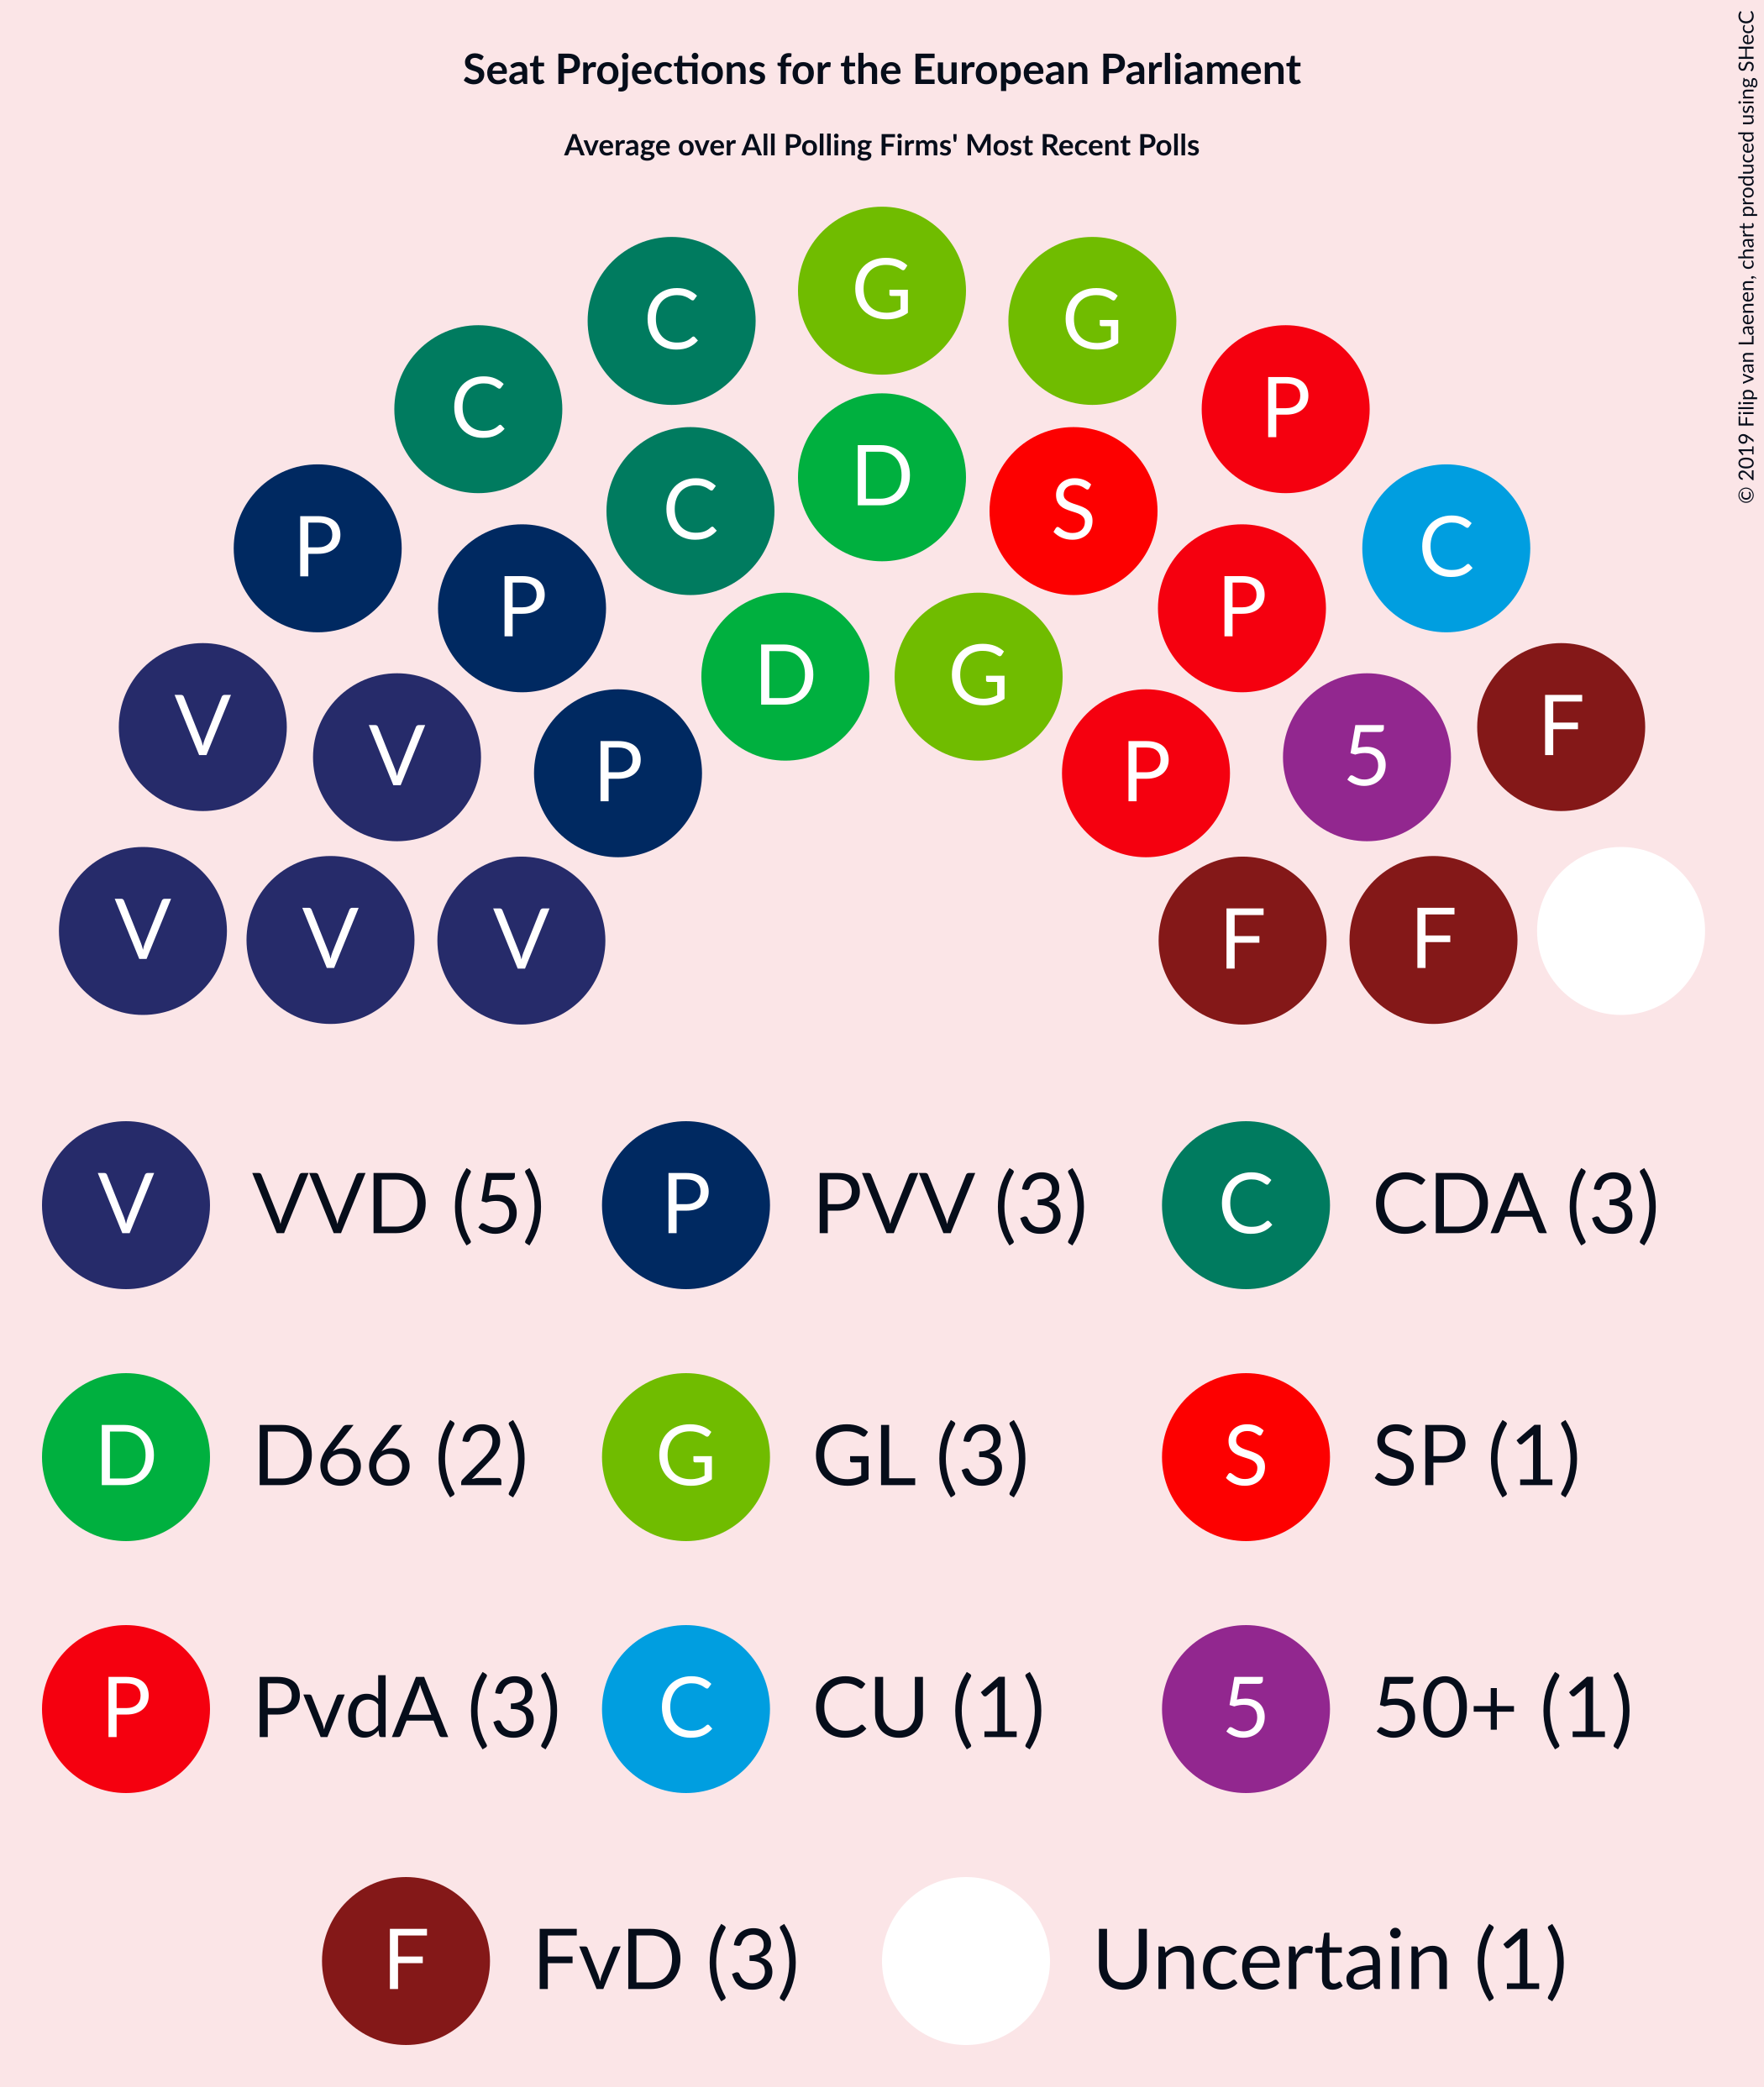 Seat Projections for the European Parliament
Average over All Polling Firms' Most Recent Polls
© 2019 Filip van Laenen, chart produced using SHecC
G
C G
C P
D
C S
P C
P P
D G
V F
V 5
P P
V F
V F
V F
V VVD (5) P PVV (3) C CDA (3)
D D66 (2) G GL (3) S SP (1)
P PvdA (3) C CU (1) 5 50+ (1)
F FvD (3) Uncertain (1)